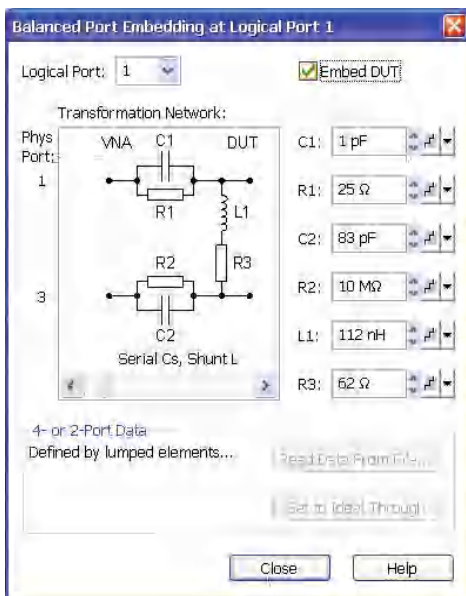 Balanced Port Embedding at Logical Port 1
Logical Port: 1
Embed DUT
Transformation Network:
Phys Port:
VNA C1 DUT
1
R1 L1
R2 R3
3
C2
Serial Cs, Shunt L
C1: 1 pF
R1: 25 Ω
C2: 83 pF
R2: 10 MΩ
L1: 112 nH
R3: 62 Ω
4- or 2-Port Data
Defined by lumped elements...
Read Data From File...
Set to Ideal Through
Close Help